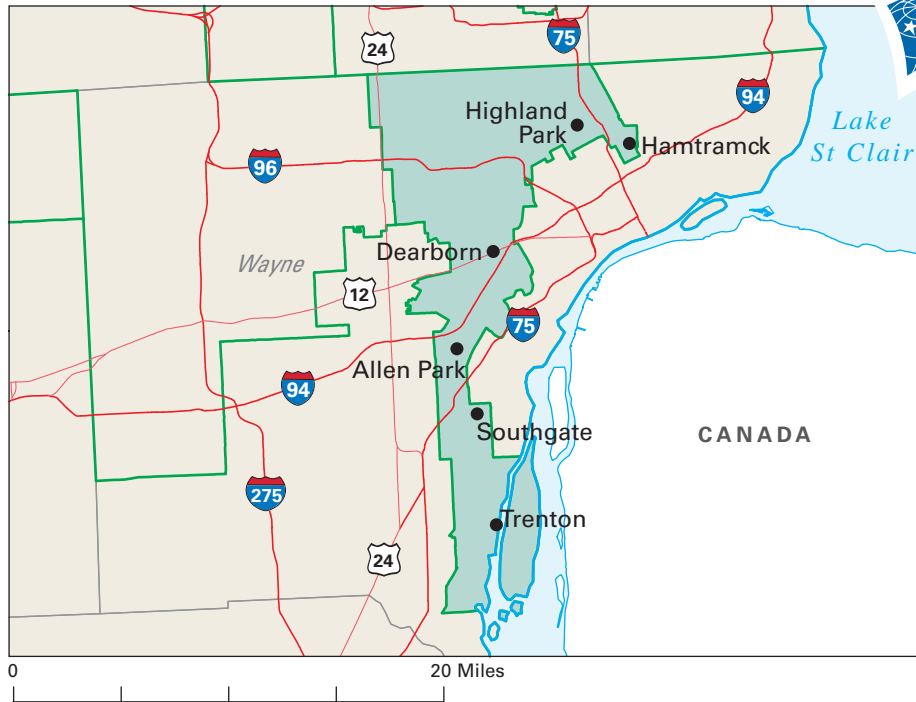 24
75
94
Highland
Park
Hamtramck
Lake
St Clair
96
Wayne
Dearborn
12
75
Allen Park
94
Southgate
CANADA
275
Trenton
24
0
20 Miles